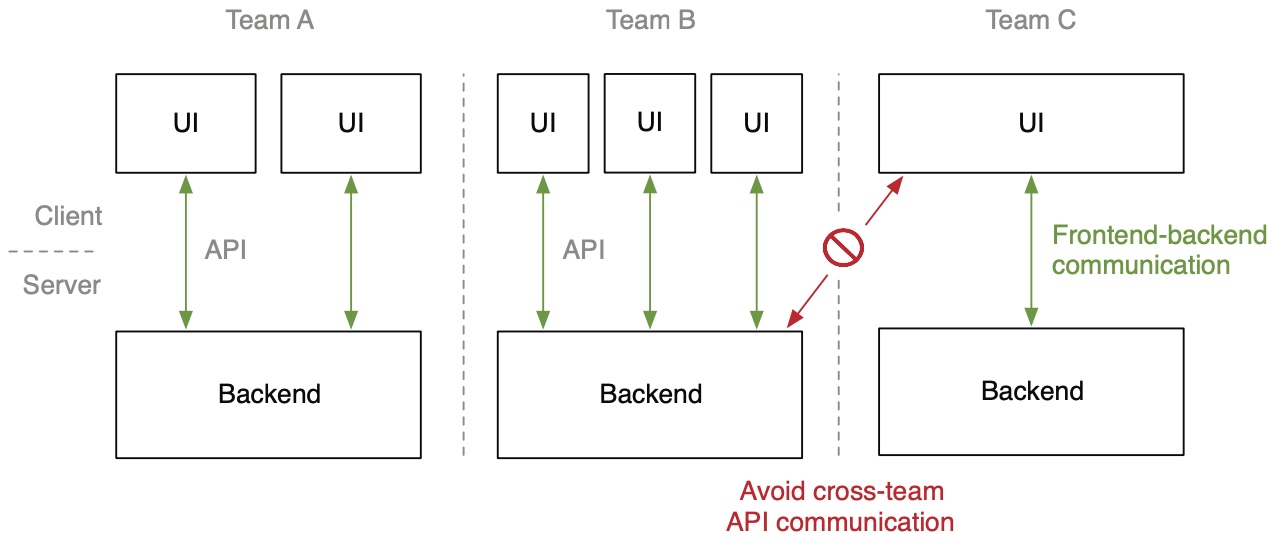 Team A
Team B
Team C
UI
UI
UI
UI
UI
UI
Client
Server
API
API
Frontend-backend
communication
Backend
Backend
Backend
Avoid cross-team
API communication